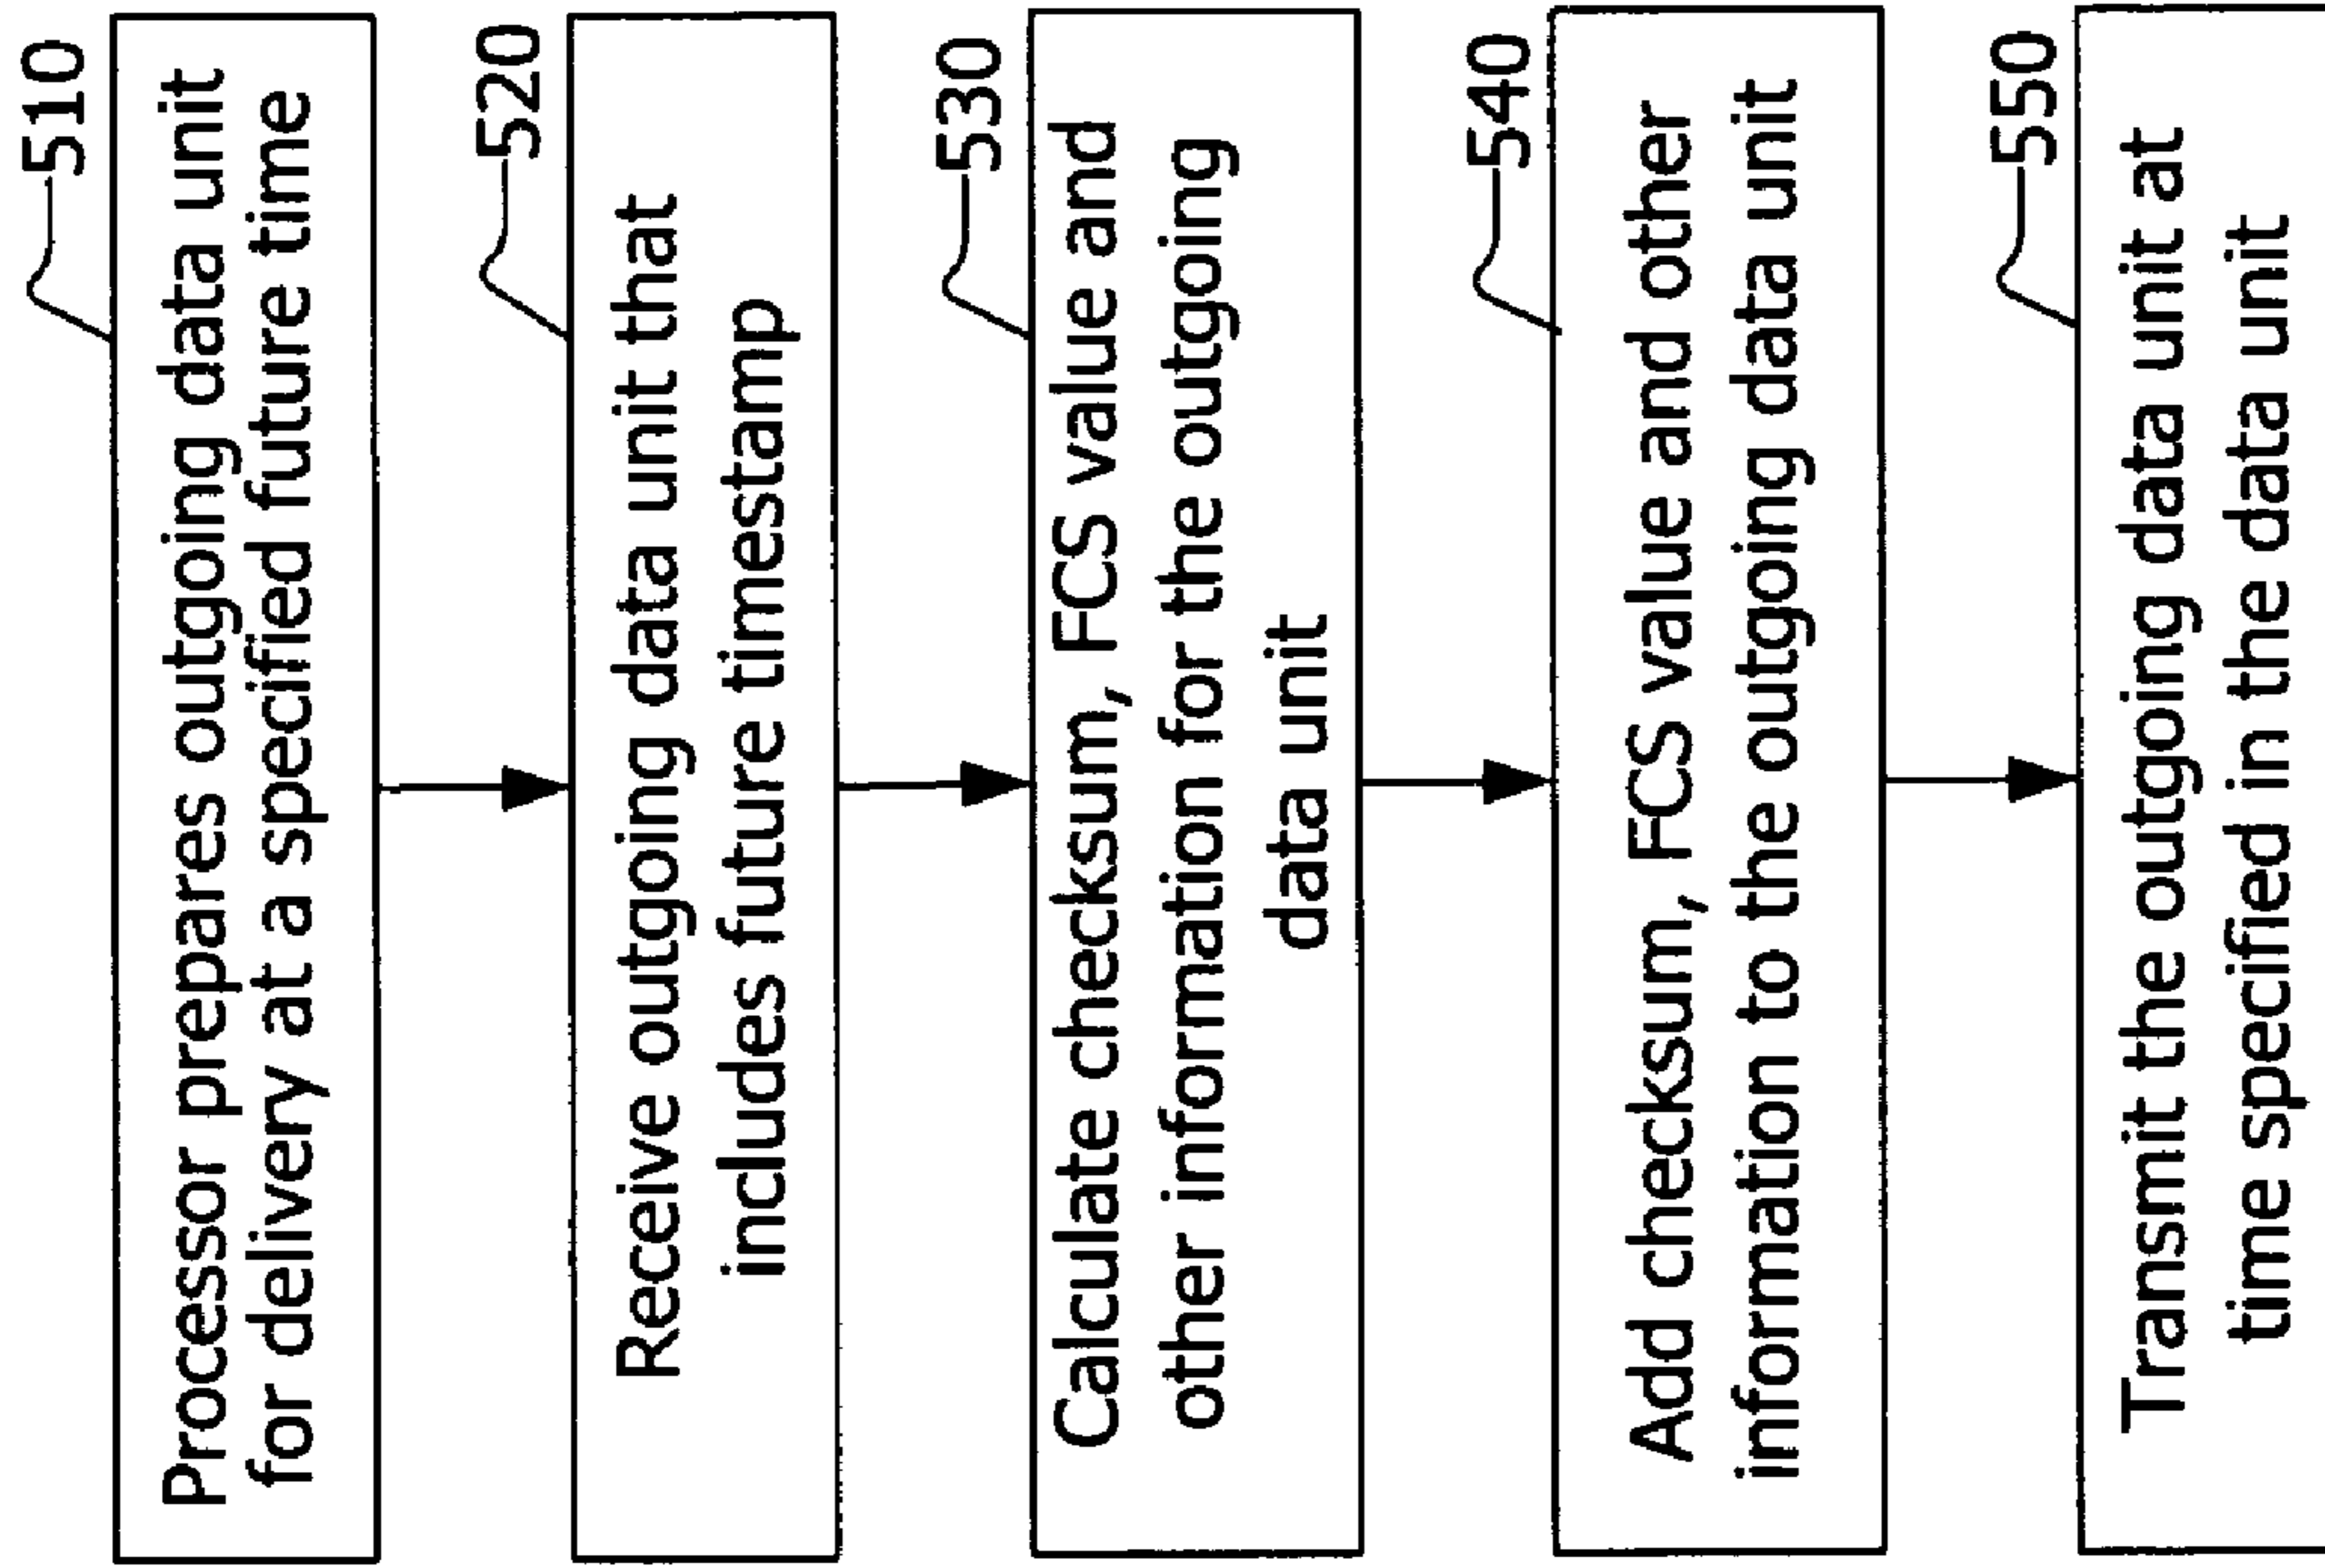 510
Processor prepares outgoing data unit
for delivery at a specified future time
520
Receive outgoing data unit that
includes future timestamp
530
Calculate checksum, FCS value and
other information for the outgoing
data unit
540
Add checksum, FCS value and other
information to the outgoing data unit
550
Transmit the outgoing data unit at
time specified in the data unit